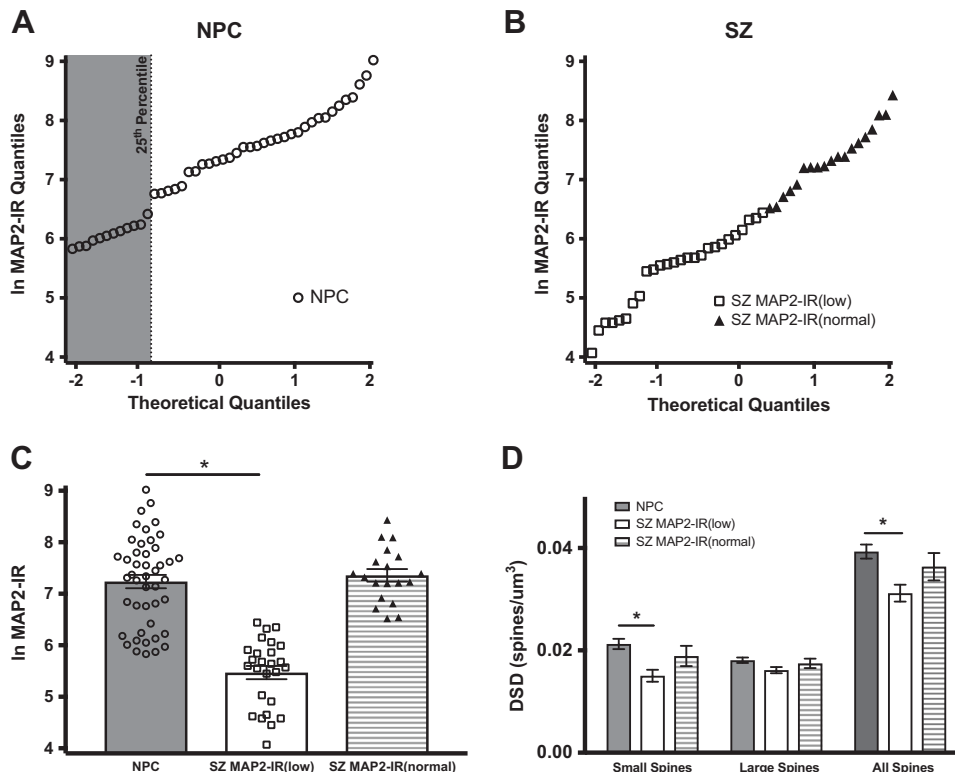 A
NPC
ln MAP2-IR Quantiles
9
8
7
6
5
4
25th Percentile
NPC
-2
-1
0
1
2
Theoretical Quantiles
B
SZ
ln MAP2-IR Quantiles
9
8
7
6
5
4
SZ MAP2-IR(low)
SZ MAP2-IR(normal)
-2
-1
0
1
2
Theoretical Quantiles
C
*
ln MAP2-IR
9
8
7
6
5
4
NPC
SZ MAP2-IR(low)
SZ MAP2-IR(normal)
D
DSD (spines/um³)
NPC
SZ MAP2-IR(low)
SZ MAP2-IR(normal)
*
*
0.04
0.02
0.00
Small Spines
Large Spines
All Spines